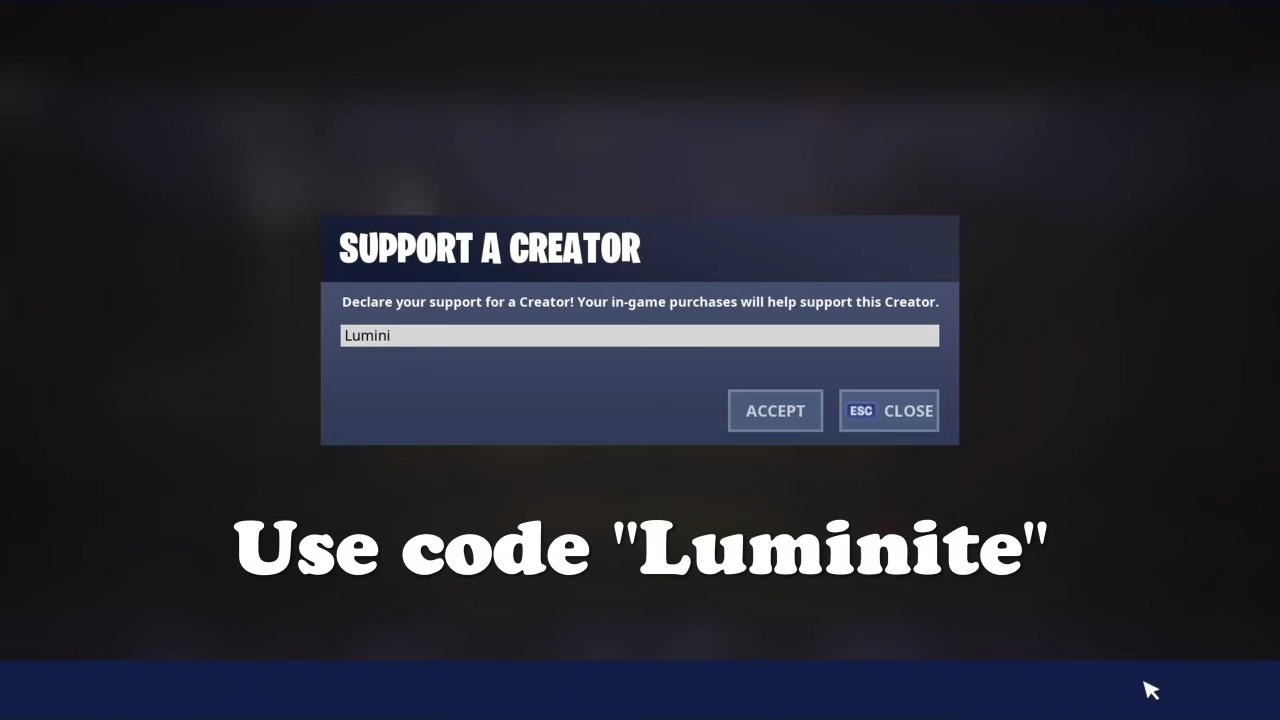 SUPPORT A CREATOR
Declare your support for a Creator! Your in-game purchases will help support this Creator.
Lumini
ACCEPT
ESC CLOSE
Use code "Luminite"